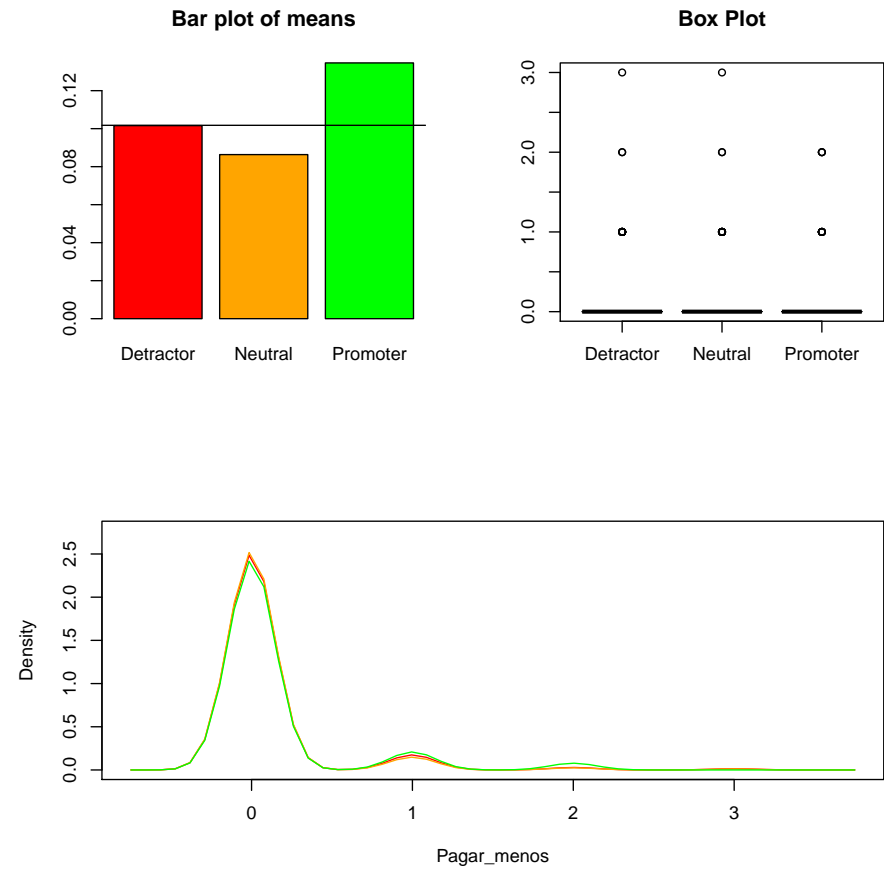 Bar plot of means
0.00 0.04 0.08 0.12
Detractor Neutral Promoter
Box Plot
0.0 1.0 2.0 3.0
Detractor Neutral Promoter
Density
0.0 0.5 1.0 1.5 2.0 2.5
0 1 2 3
Pagar_menos